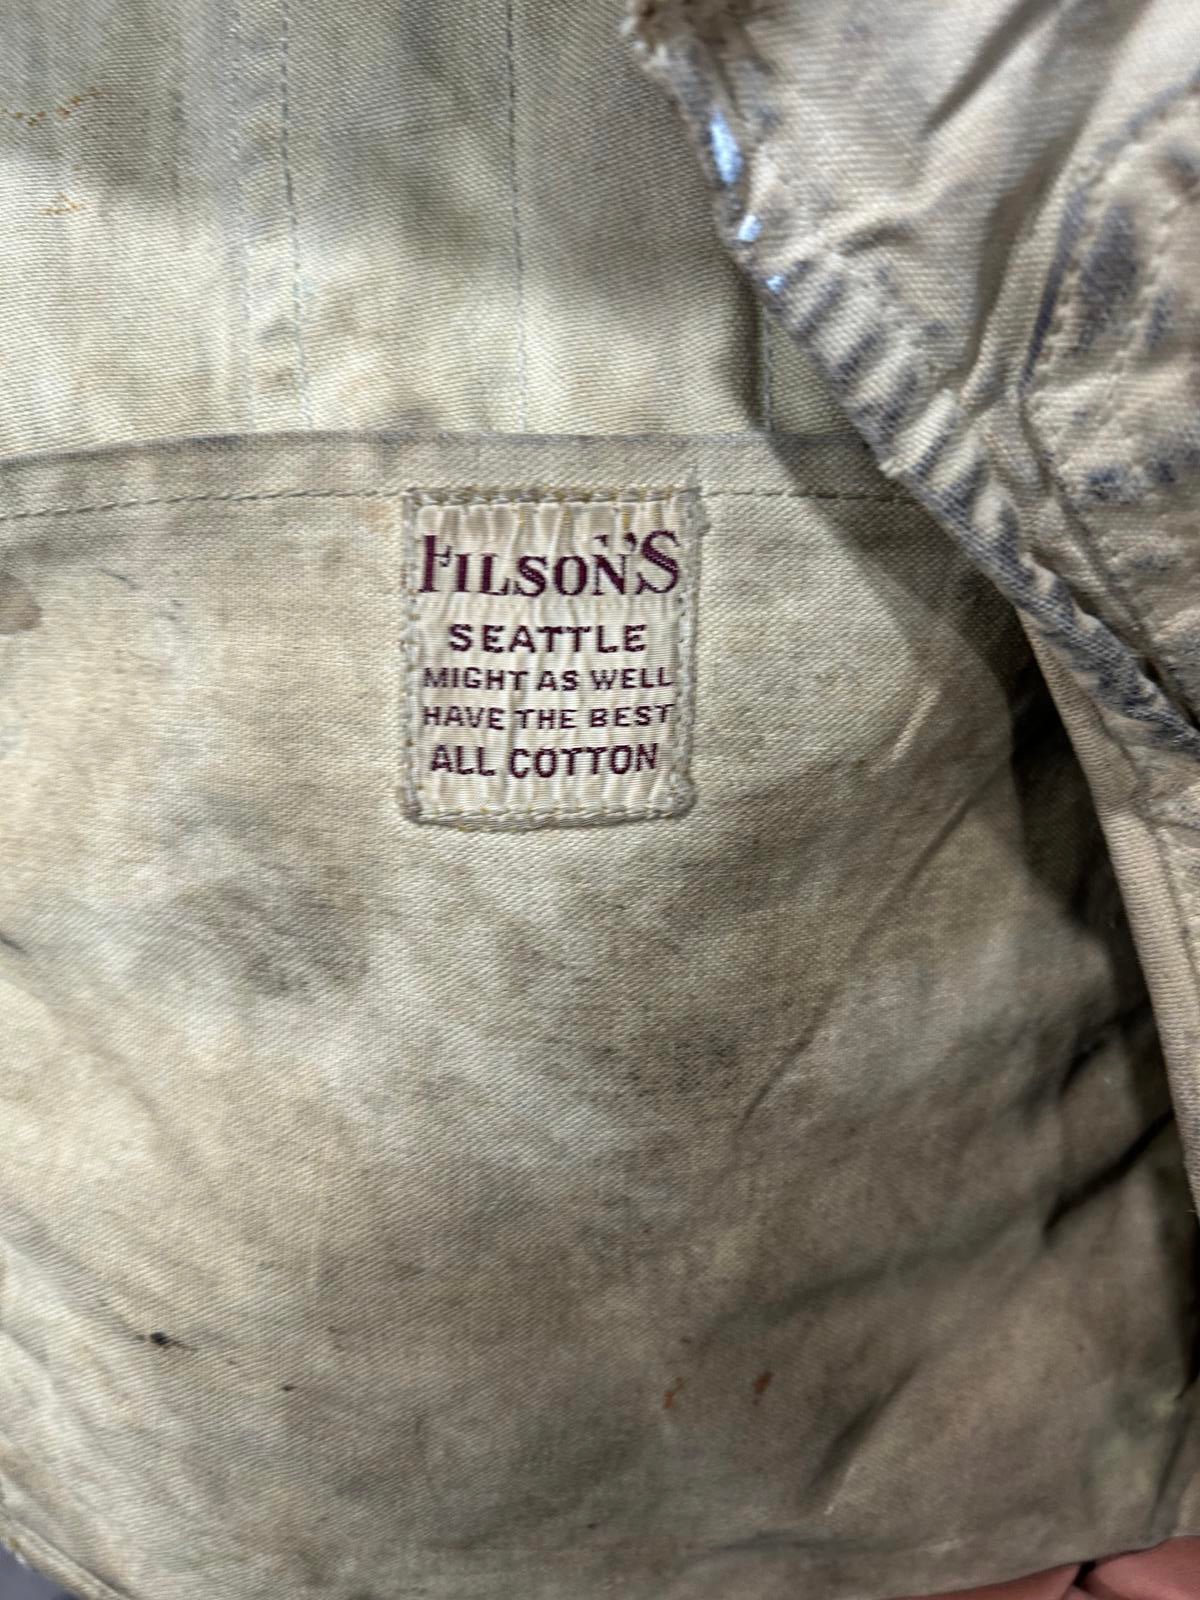 FILSON'S
SEATTLE
MIGHT AS WELL
HAVE THE BEST
ALL COTTON